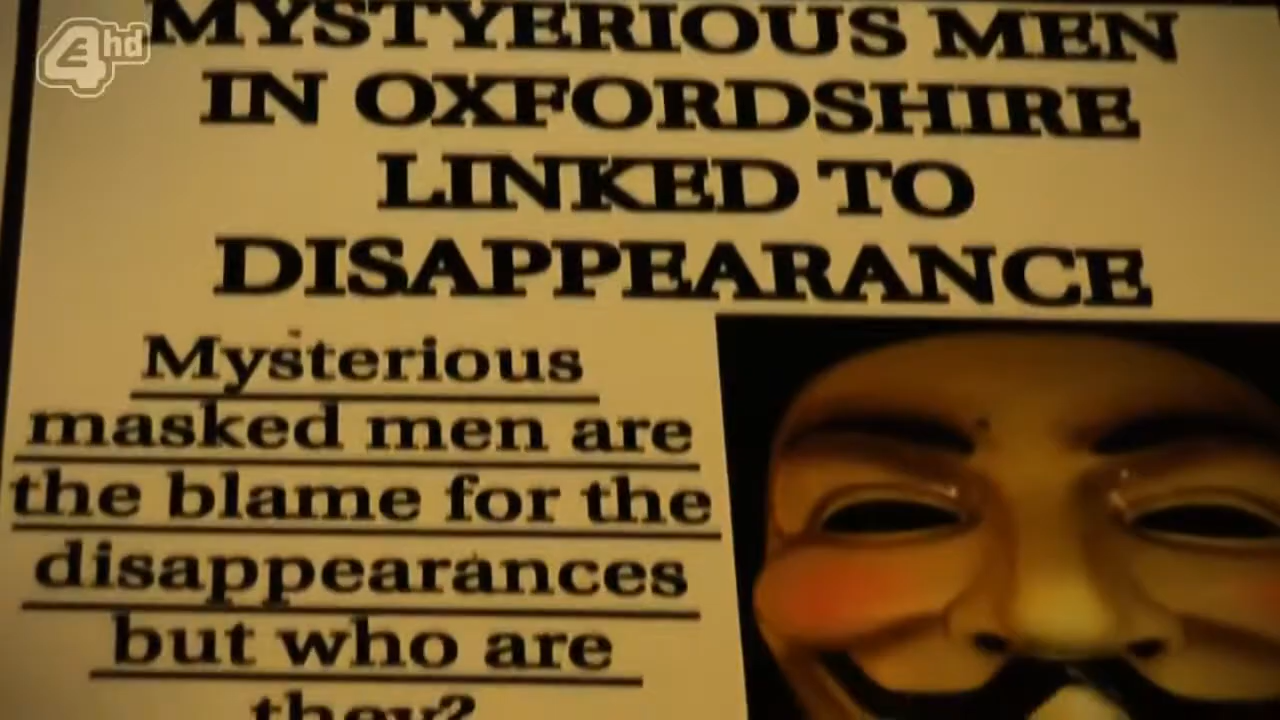 4hd
MYSTYERIOUS MEN
IN OXFORDSHIRE
LINKED TO
DISAPPEARANCE
Mysterious
masked men are
the blame for the
disappearances
but who are
they?